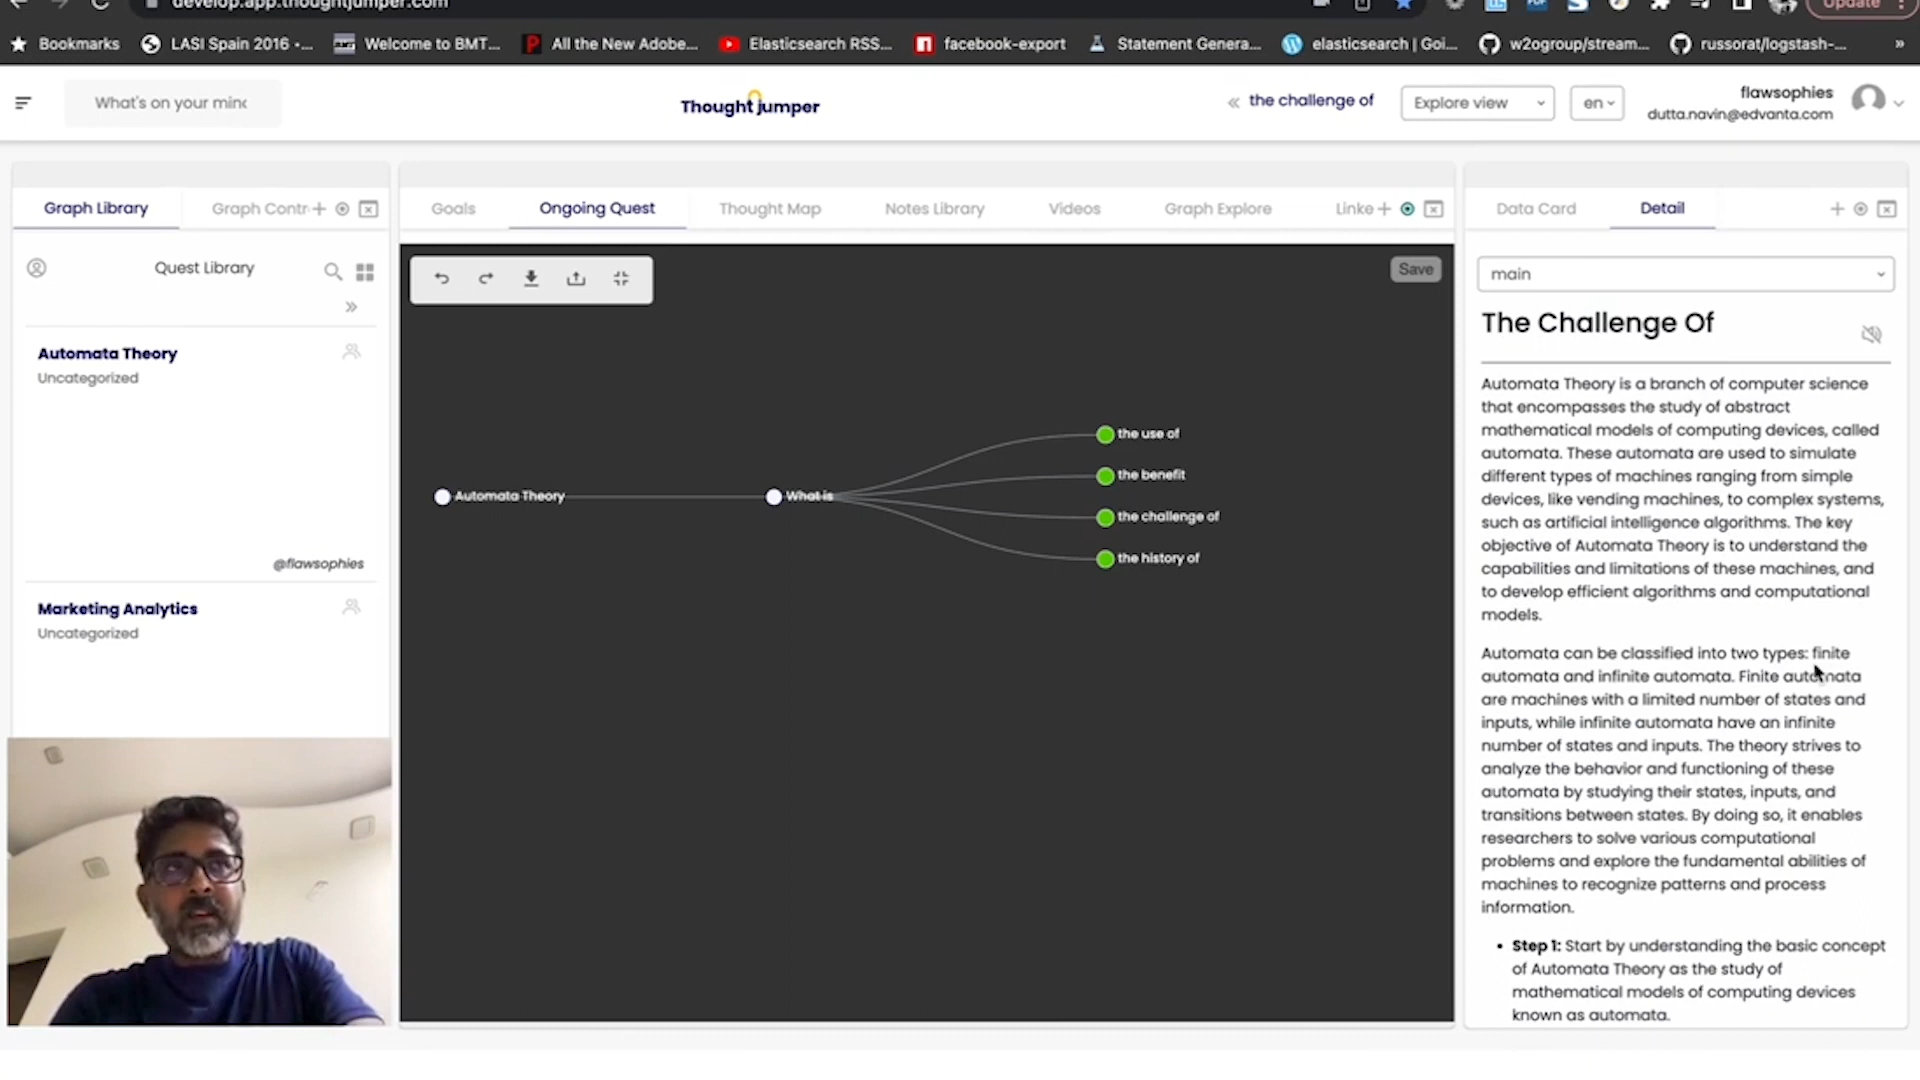 develop.app.thoughtjumper.com
Update
Bookmarks
LASI Spain 2016 •...
Welcome to BMT...
All the New Adobe...
Elasticsearch RSS...
facebook-export
Statement Genera...
elasticsearch | Goi...
w2ogroup/stream...
russorat/logstash-...
»
What's on your mind
Thought jumper
« the challenge of
Explore view
en
flawsophies
dutta.navin@edvanta.com
Graph Library
Graph Contr
Goals
Ongoing Quest
Thought Map
Notes Library
Videos
Graph Explore
Linke
Data Card
Detail
Quest Library
»
Automata Theory
Uncategorized
@flawsophies
Marketing Analytics
Uncategorized
Save
Automata Theory
What is
the use of
the benefit
the challenge of
the history of
main
The Challenge Of
Automata Theory is a branch of computer science
that encompasses the study of abstract
mathematical models of computing devices, called
automata. These automata are used to simulate
different types of machines ranging from simple
devices, like vending machines, to complex systems,
such as artificial intelligence algorithms. The key
objective of Automata Theory is to understand the
capabilities and limitations of these machines, and
to develop efficient algorithms and computational
models.
Automata can be classified into two types: finite
automata and infinite automata. Finite automata
are machines with a limited number of states and
inputs, while infinite automata have an infinite
number of states and inputs. The theory strives to
analyze the behavior and functioning of these
automata by studying their states, inputs, and
transitions between states. By doing so, it enables
researchers to solve various computational
problems and explore the fundamental abilities of
machines to recognize patterns and process
information.
• Step 1: Start by understanding the basic concept
of Automata Theory as the study of
mathematical models of computing devices
known as automata.